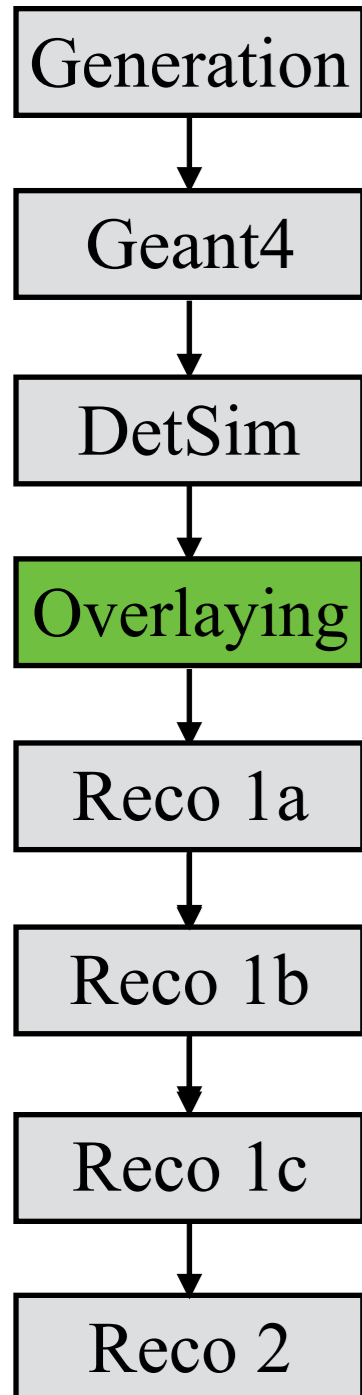 Generation
Geant4
DetSim
Overlaying
Reco 1a
Reco 1b
Reco 1c
Reco 2